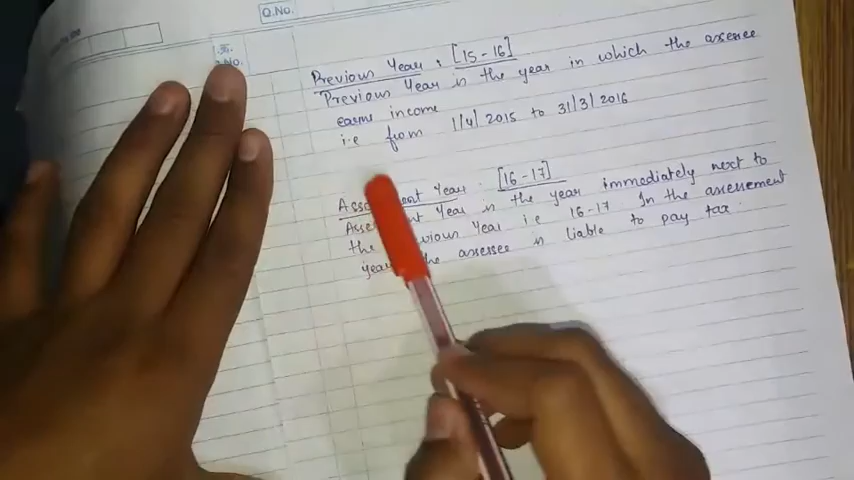 Q.No.
प्र.
No.
Previous Year : [15-16]
Previous Year is the year in which the assesee
earns income
i.e from 1/4/2015 to 31/3/2016
[16-17]
Year is the year immediately next to
the Year i.e 16-17 In the assessement
the assesee is liable to pay tax.